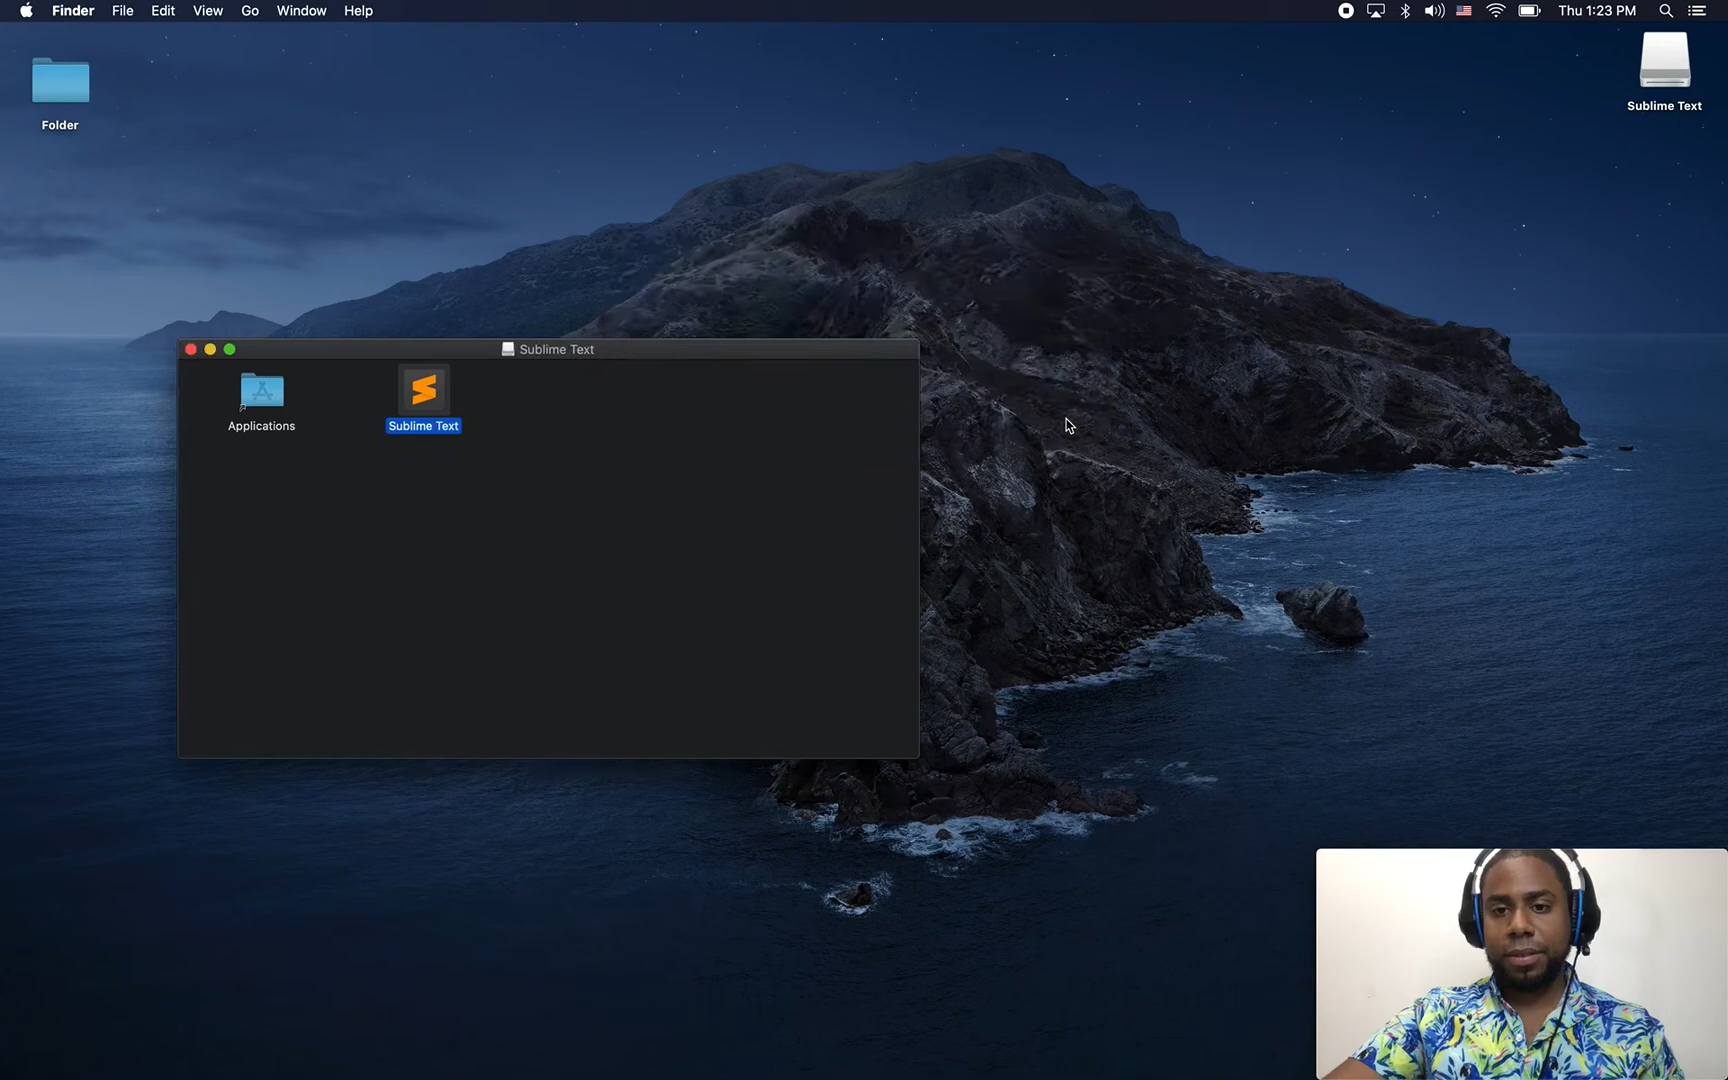 Finder File Edit View Go Window Help Thu 1:23 PM
Folder
Sublime Text
Sublime Text
Applications
Sublime Text